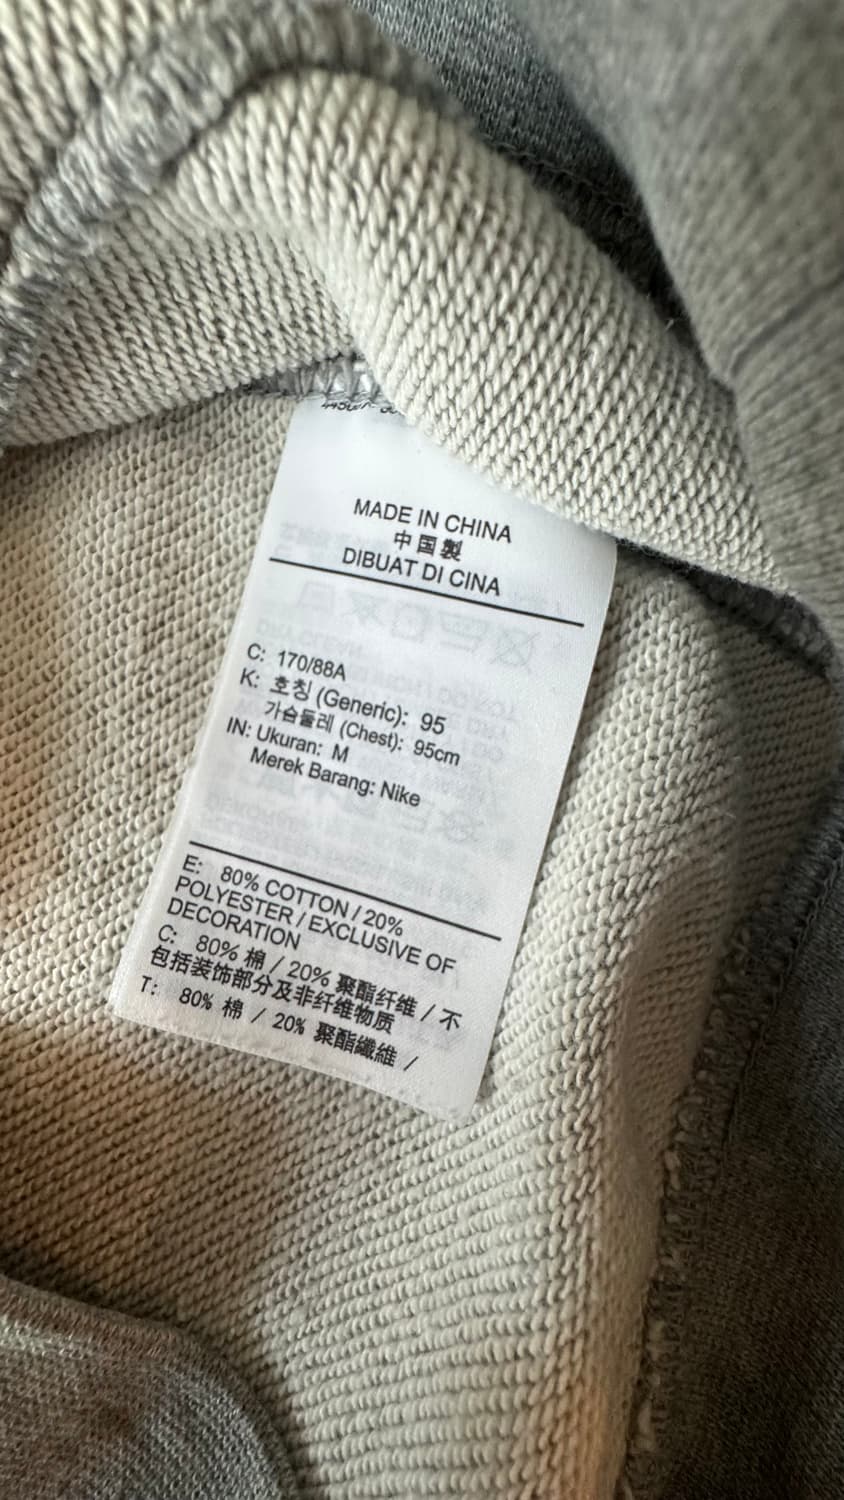 MADE IN CHINA
中国製
DIBUAT DI CINA
C: 170/88A
K: 호칭 (Generic): 95
가슴둘레 (Chest): 95cm
IN: Ukuran: M
Merek Barang: Nike
E: 80% COTTON / 20%
POLYESTER / EXCLUSIVE OF
DECORATION
C: 80% 棉 / 20% 聚酯纤维 / 不
包括装饰部分及非纤维物质
T: 80% 棉 / 20% 聚酯纖維 /